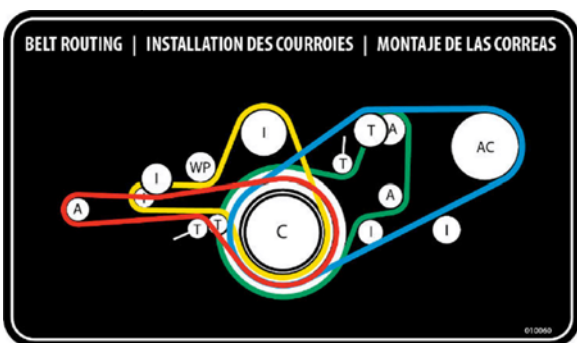 BELT ROUTING | INSTALLATION DES COURROIES | MONTAJE DE LAS CORREAS
I
T A
AC
T
WP
I
T
A
A
T T
C
I
I
010060